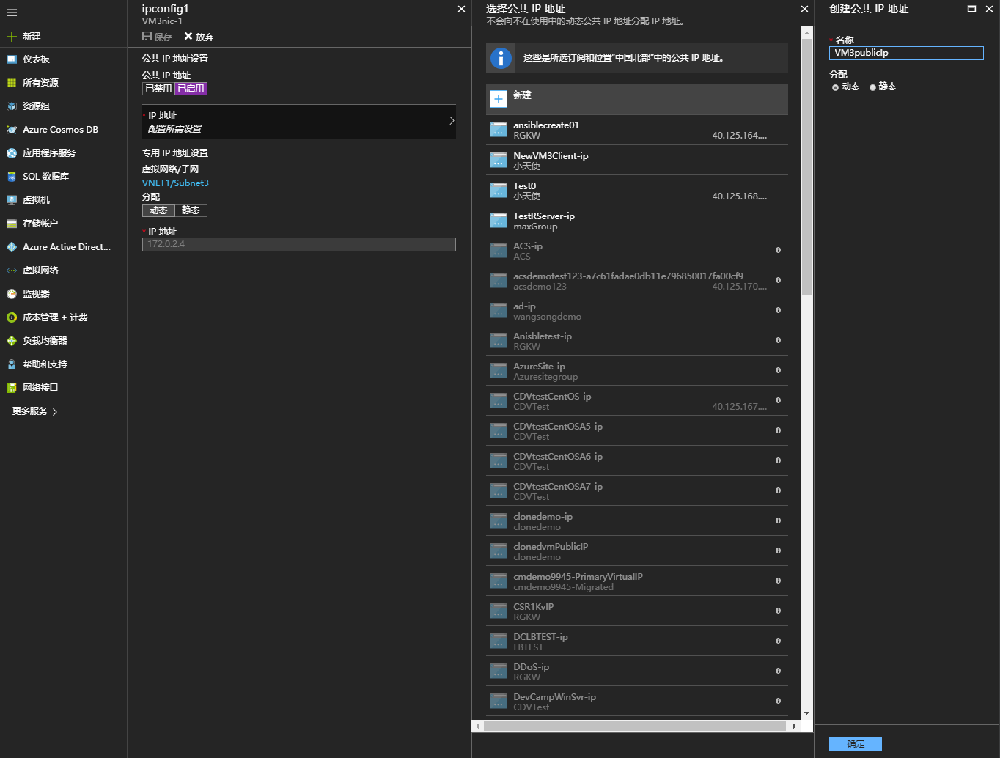 新建
仪表板
所有资源
资源组
Azure Cosmos DB
应用程序服务
SQL 数据库
虚拟机
存储帐户
Azure Active Direct...
虚拟网络
监视器
成本管理 + 计费
负载均衡器
帮助和支持
网络接口
更多服务
ipconfig1
VM3nic-1
保存 放弃
公共 IP 地址设置
公共 IP 地址
已禁用 已启用
* IP 地址
配置所需设置
专用 IP 地址设置
虚拟网络/子网
VNET1/Subnet3
分配
动态 静态
* IP 地址
172.0.2.4
选择公共 IP 地址
不会向不在使用中的动态公共 IP 地址分配 IP 地址。
这些是所选订阅和位置"中国北部"中的公共 IP 地址。
新建
ansiblecreate01
RGKW 40.125.164....
NewVM3Client-ip
小天使
Test0
小天使 40.125.168....
TestRServer-ip
maxGroup
ACS-ip
ACS
acsdemotest123-a7c61fadae0db11e796850017fa00cf9
acsdemo123 40.125.170....
ad-ip
wangsongdemo
Anisbletest-ip
RGKW
AzureSite-ip
Azuresitegroup
CDVtestCentOS-ip
CDVTest 40.125.167....
CDVtestCentOSA5-ip
CDVTest
CDVtestCentOSA6-ip
CDVTest
CDVtestCentOSA7-ip
CDVTest
clonedemo-ip
clonedemo
clonedvmPublicIP
clonedemo
cmdemo9945-PrimaryVirtualIP
cmdemo9945-Migrated
CSR1KvIP
RGKW
DCLBTEST-ip
LBTEST
DDoS-ip
RGKW
DevCampWinSvr-ip
CDVTest
创建公共 IP 地址
* 名称
VM3publicIp
分配
动态 静态
确定